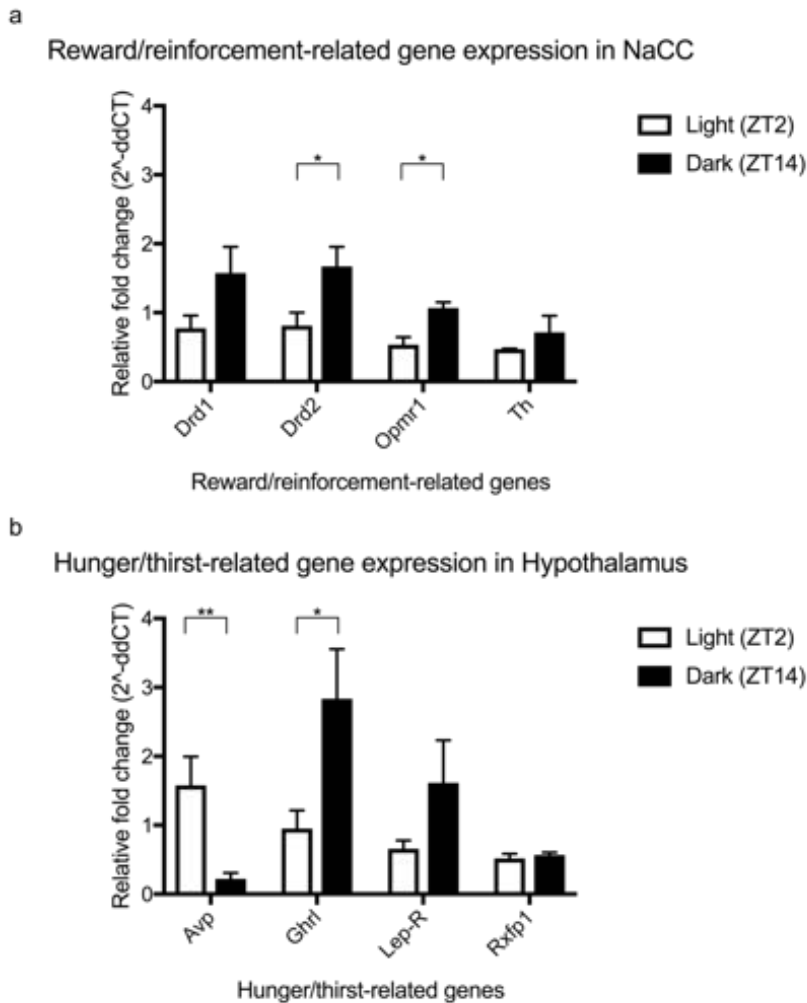 a
Reward/reinforcement-related gene expression in NaCC
Relative fold change (2^-ddCT)
4
3
2
1
0
* *
Light (ZT2)
Dark (ZT14)
Drd1 Drd2 Opmr1 Th
Reward/reinforcement-related genes
b
Hunger/thirst-related gene expression in Hypothalamus
Relative fold change (2^-ddCT)
4
3
2
1
0
** *
Light (ZT2)
Dark (ZT14)
Avp Ghrl Lep-R Rxfp1
Hunger/thirst-related genes